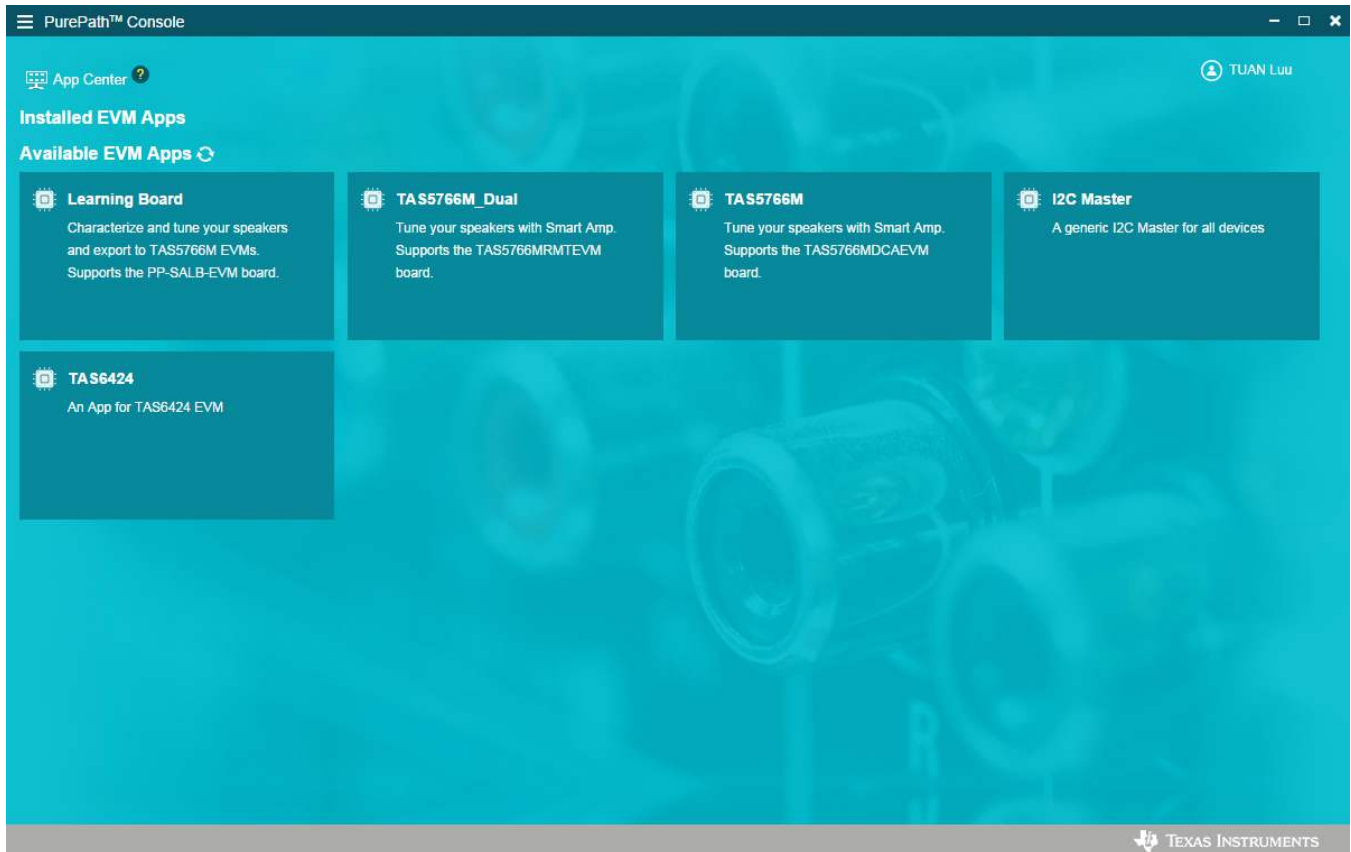 PurePath™ Console
App Center ?
TUAN Luu
Installed EVM Apps
Available EVM Apps
Learning Board
Characterize and tune your speakers
and export to TAS5766M EVMs.
Supports the PP-SALB-EVM board.
TAS5766M_Dual
Tune your speakers with Smart Amp.
Supports the TAS5766MRMTEVM
board.
TAS5766M
Tune your speakers with Smart Amp.
Supports the TAS5766MDCAEVM
board.
I2C Master
A generic I2C Master for all devices
TAS6424
An App for TAS6424 EVM
R
TEXAS INSTRUMENTS